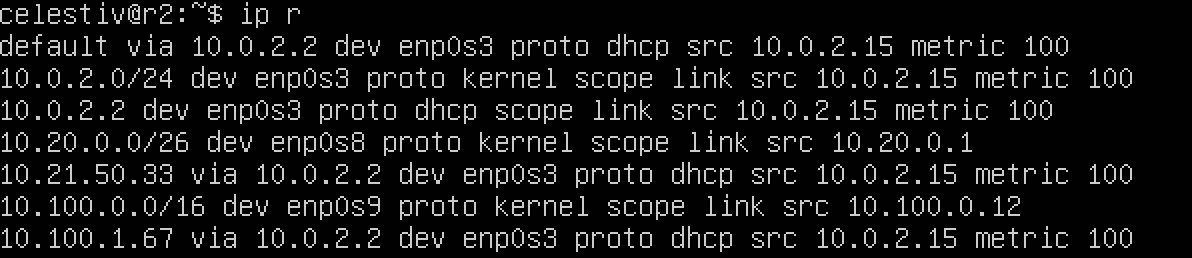 celestiv@r2:~$ ip r
default via 10.0.2.2 dev enp0s3 proto dhcp src 10.0.2.15 metric 100
10.0.2.0/24 dev enp0s3 proto kernel scope link src 10.0.2.15 metric 100
10.0.2.2 dev enp0s3 proto dhcp scope link src 10.0.2.15 metric 100
10.20.0.0/26 dev enp0s8 proto kernel scope link src 10.20.0.1
10.21.50.33 via 10.0.2.2 dev enp0s3 proto dhcp src 10.0.2.15 metric 100
10.100.0.0/16 dev enp0s9 proto kernel scope link src 10.100.0.12
10.100.1.67 via 10.0.2.2 dev enp0s3 proto dhcp src 10.0.2.15 metric 100